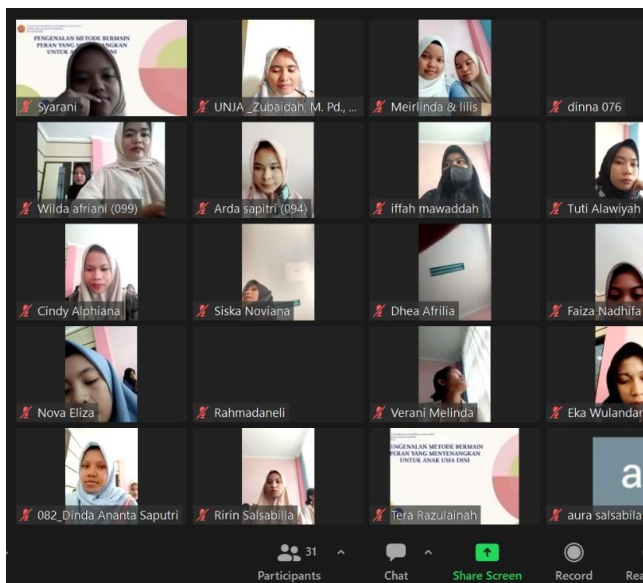 PENGENALAN METODE BERMAIN
PERAN YANG MENYENANGKAN
UNTUK ANAK USIA DINI
Syarani
UNJA _Zubaidah, M. Pd., ...
Meirlinda & lilis
dinna 076
Wilda afriani (099)
Arda sapitri (094)
iffah mawaddah
Tuti Alawiyah
Cindy Alphiana
Siska Noviana
Dhea Afrilia
Faiza Nadhifa
Nova Eliza
Rahmadaneli
Verani Melinda
Eka Wulandar
082_Dinda Ananta Saputri
Ririn Salsabilla
PENGENALAN METODE BERMAIN
PERAN YANG MENYENANGKAN
UNTUK ANAK USIA DINI
Tera Razulainah
a
aura salsabila
31
Participants
Chat
Share Screen
Record